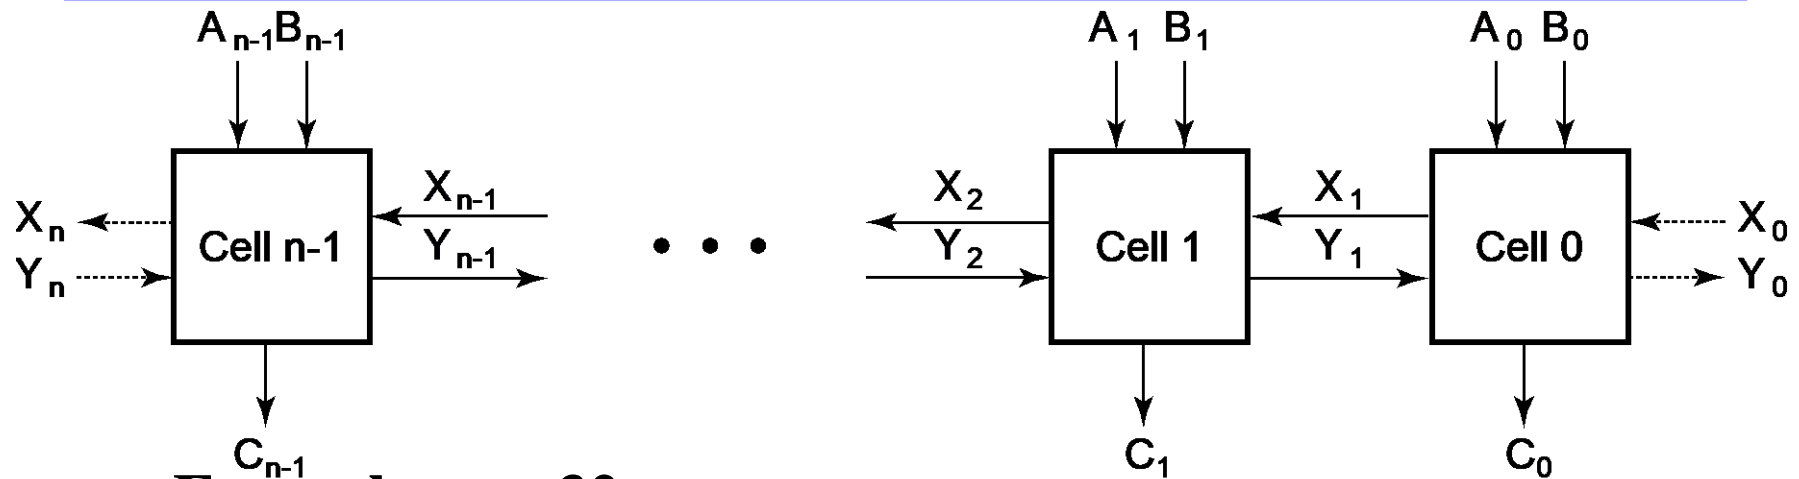 A n-1 B n-1 A 1 B 1 A 0 B 0
X n-1 X 2 X 1
X n Cell n-1 Cell 1 Cell 0 X 0
Y n Y n-1 Y 2 Y 1 Y 0
C n-1 C 1 C 0